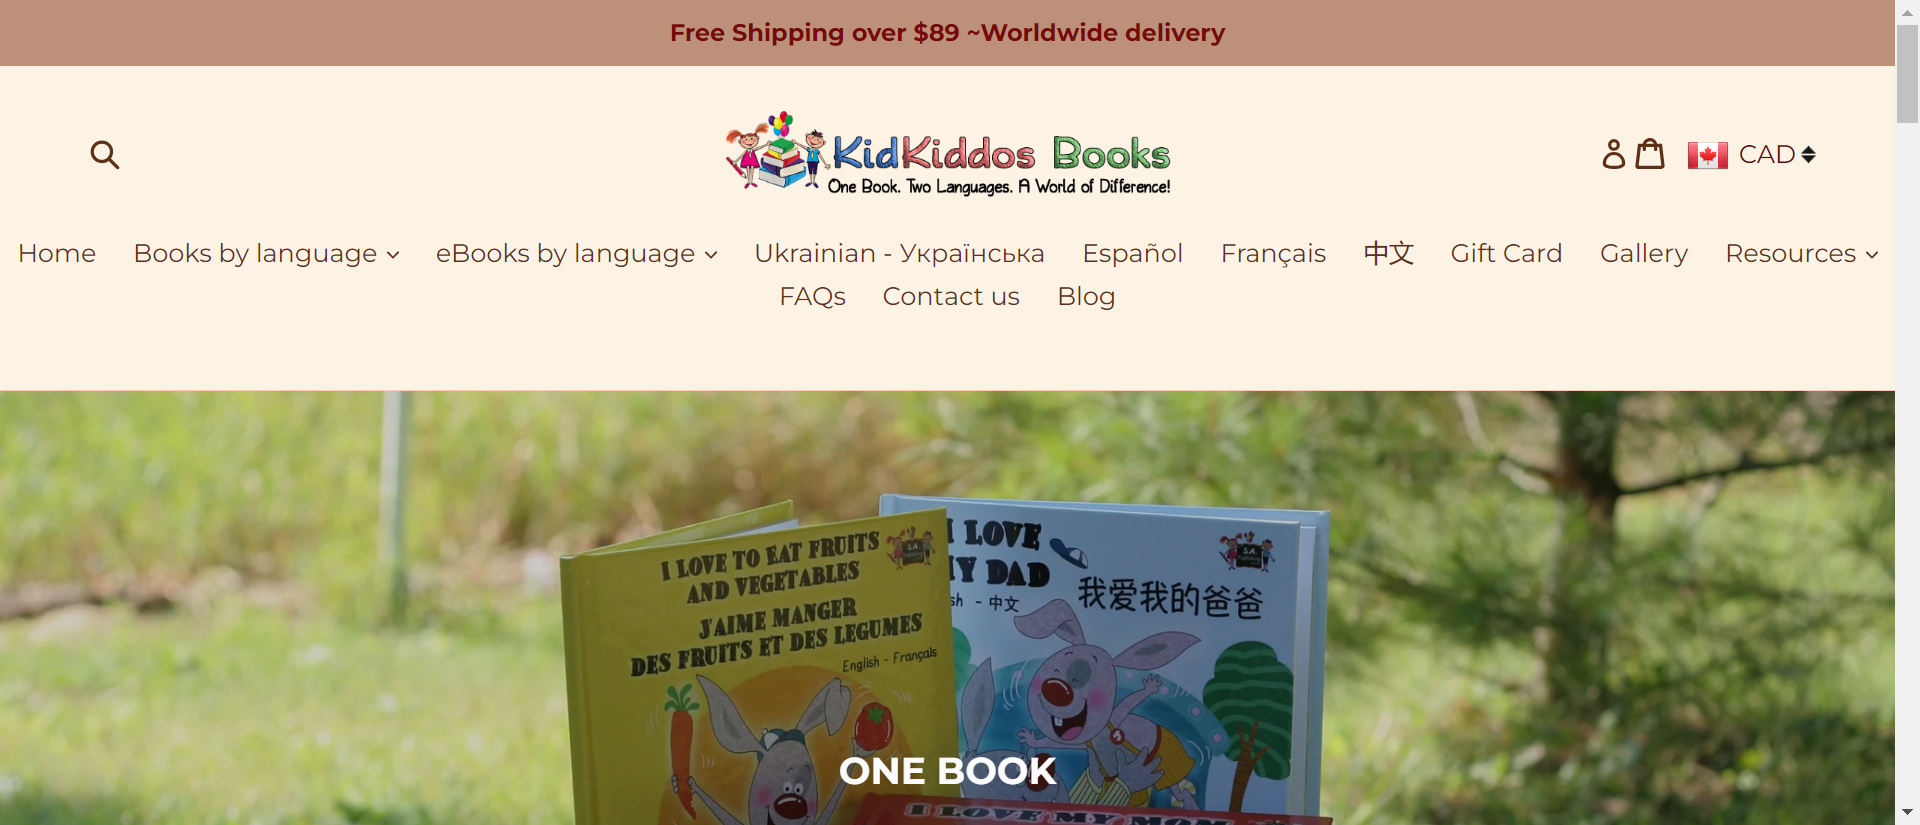 Free Shipping over $89 ~Worldwide delivery
KidKiddos Books
One Book. Two Languages. A World of Difference!
CAD
Home Books by language eBooks by language Ukrainian - Українська Español Français 中文 Gift Card Gallery Resources
FAQs Contact us Blog
I LOVE TO EAT FRUITS
AND VEGETABLES
J'AIME MANGER
DES FRUITS ET DES LEGUMES
English - Français
I LOVE
MY DAD
- 中文
我爱我的爸爸
S.A.
S.A.
ONE BOOK
I LOVE MY MOM